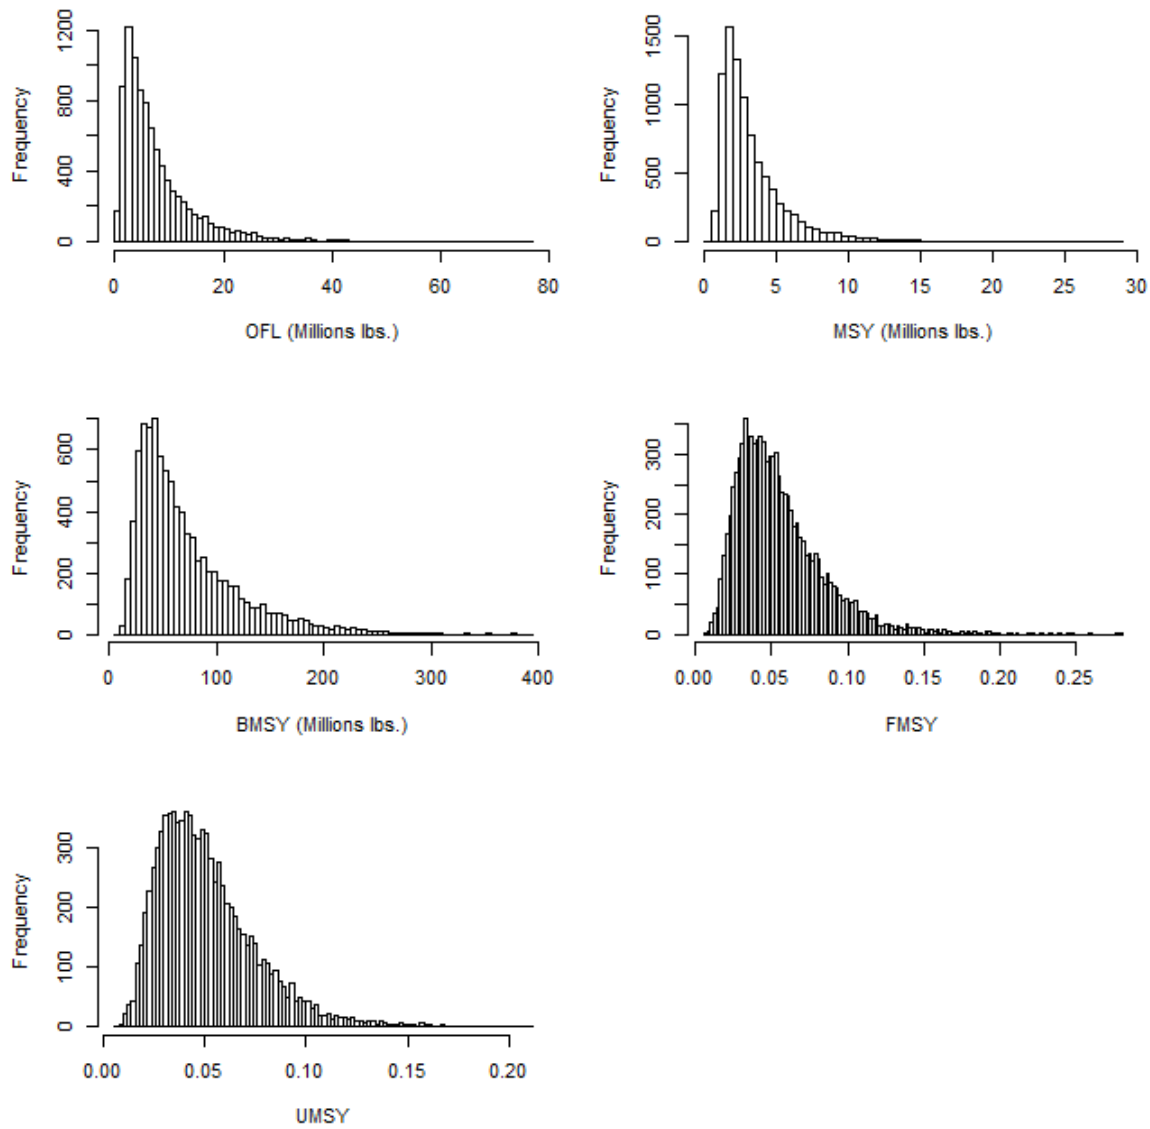 Frequency
0 400 800 1200
0 20 40 60 80
OFL (Millions lbs.)
Frequency
0 500 1000 1500
0 5 10 15 20 25 30
MSY (Millions lbs.)
Frequency
0 200 400 600
0 100 200 300 400
BMSY (Millions lbs.)
Frequency
0 100 200 300
0.00 0.05 0.10 0.15 0.20 0.25
FMSY
Frequency
0 100 200 300
0.00 0.05 0.10 0.15 0.20
UMSY